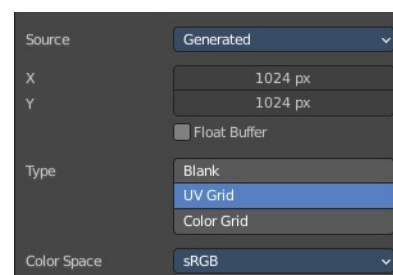 Source Generated
X 1024 px
Y 1024 px
Float Buffer
Type Blank
UV Grid
Color Grid
Color Space sRGB